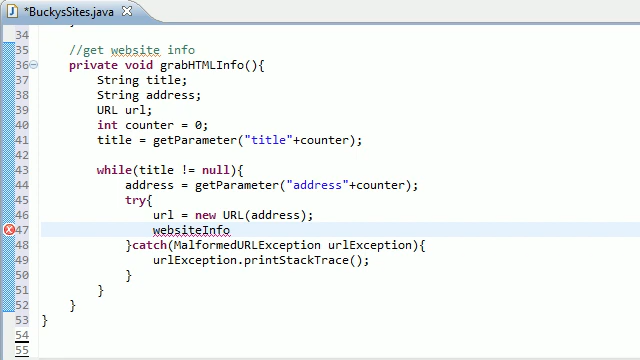 *BuckysSites.java
34
35 //get website info
36 private void grabHTMLInfo(){
37 String title;
38 String address;
39 URL url;
40 int counter = 0;
41 title = getParameter("title"+counter);
42
43 while(title != null){
44 address = getParameter("address"+counter);
45 try{
46 url = new URL(address);
47 websiteInfo
48 }catch(MalformedURLException urlException){
49 urlException.printStackTrace();
50 }
51 }
52 }
53 }
54
55